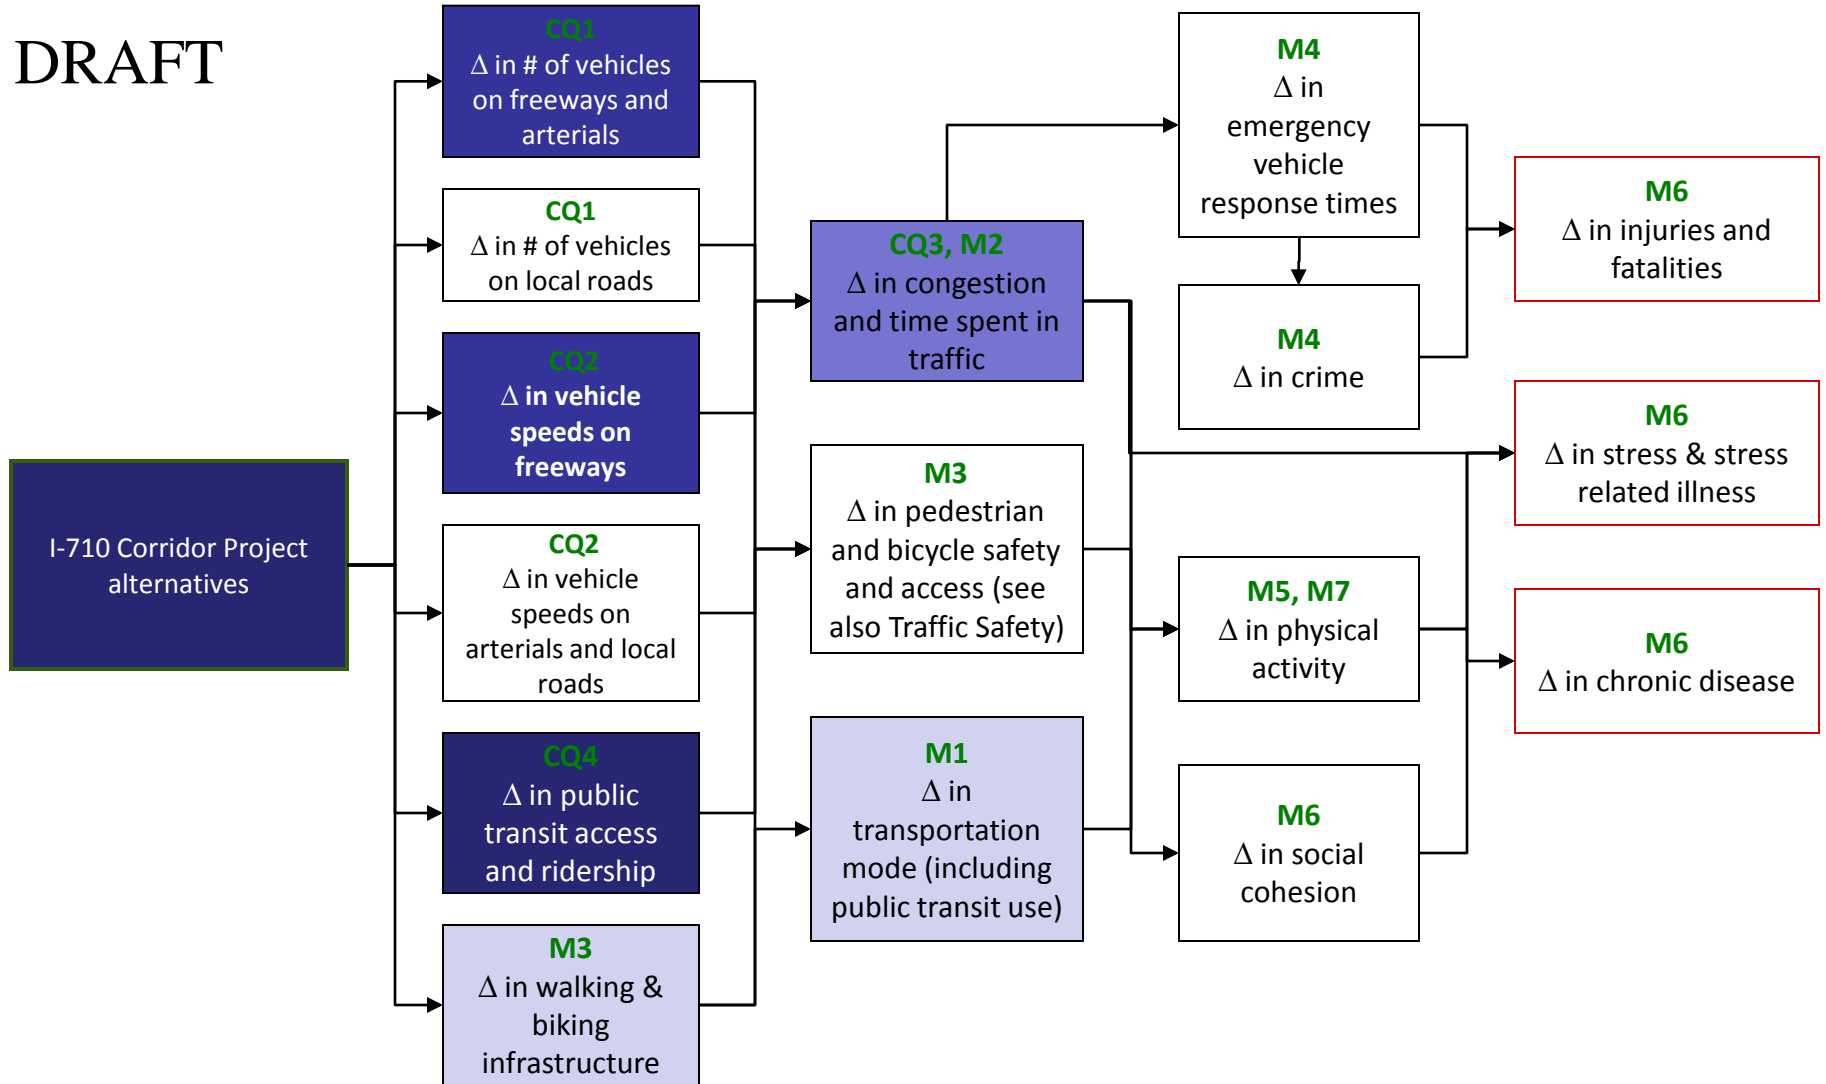 DRAFT
I-710 Corridor Project
alternatives
CQ1
Δ in # of vehicles
on freeways and
arterials
CQ1
Δ in # of vehicles
on local roads
CQ2
Δ in vehicle
speeds on
freeways
CQ2
Δ in vehicle
speeds on
arterials and local
roads
CQ4
Δ in public
transit access
and ridership
M3
Δ in walking &
biking
infrastructure
CQ3, M2
Δ in congestion
and time spent in
traffic
M3
Δ in pedestrian
and bicycle safety
and access (see
also Traffic Safety)
M1
Δ in
transportation
mode (including
public transit use)
M4
Δ in
emergency
vehicle
response times
M4
Δ in crime
M5, M7
Δ in physical
activity
M6
Δ in social
cohesion
M6
Δ in injuries and
fatalities
M6
Δ in stress & stress
related illness
M6
Δ in chronic disease